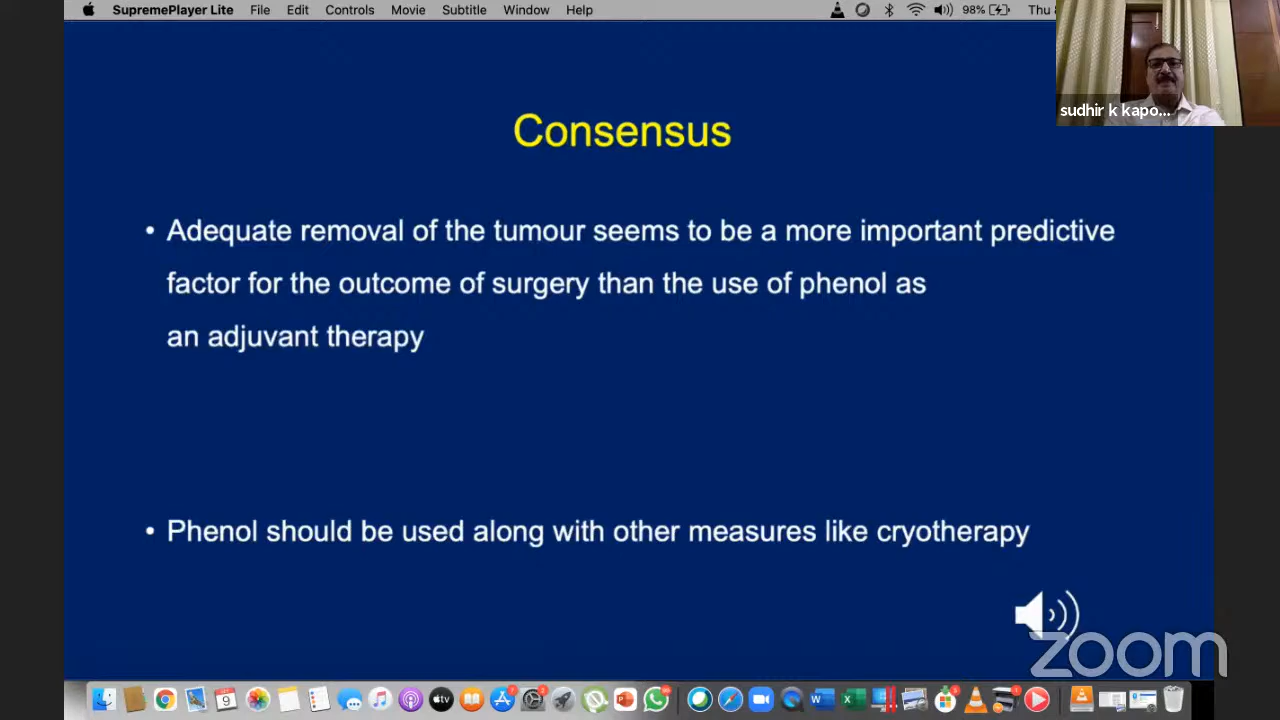 SupremePlayer Lite File Edit Controls Movie Subtitle Window Help 98% Thu
sudhir k kapo...
Consensus
• Adequate removal of the tumour seems to be a more important predictive
factor for the outcome of surgery than the use of phenol as
an adjuvant therapy
• Phenol should be used along with other measures like cryotherapy
zoom